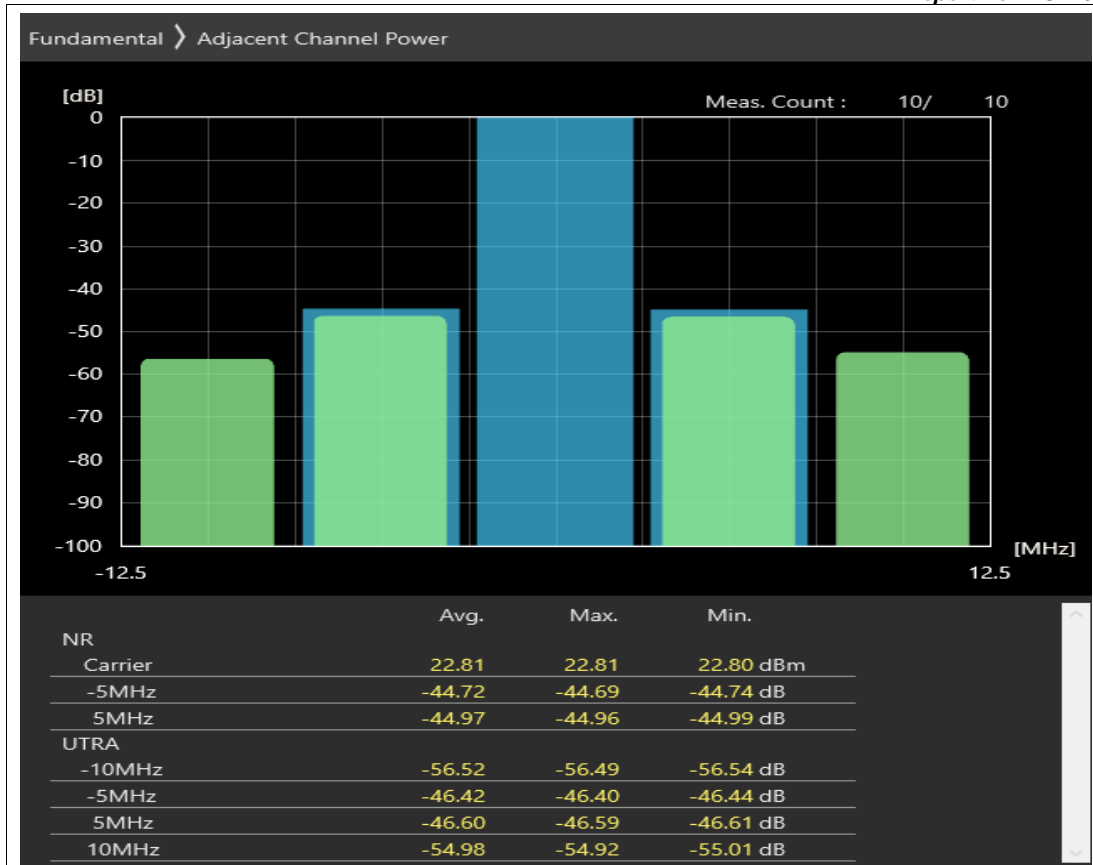 Fundamental 〉 Adjacent Channel Power
[dB]
Meas. Count : 10/ 10
0
-10
-20
-30
-40
-50
-60
-70
-80
-90
-100
[MHz]
-12.5 12.5
Avg. Max. Min.
NR
Carrier 22.81 22.81 22.80 dBm
-5MHz -44.72 -44.69 -44.74 dB
5MHz -44.97 -44.96 -44.99 dB
UTRA
-10MHz -56.52 -56.49 -56.54 dB
-5MHz -46.42 -46.40 -46.44 dB
5MHz -46.60 -46.59 -46.61 dB
10MHz -54.98 -54.92 -55.01 dB